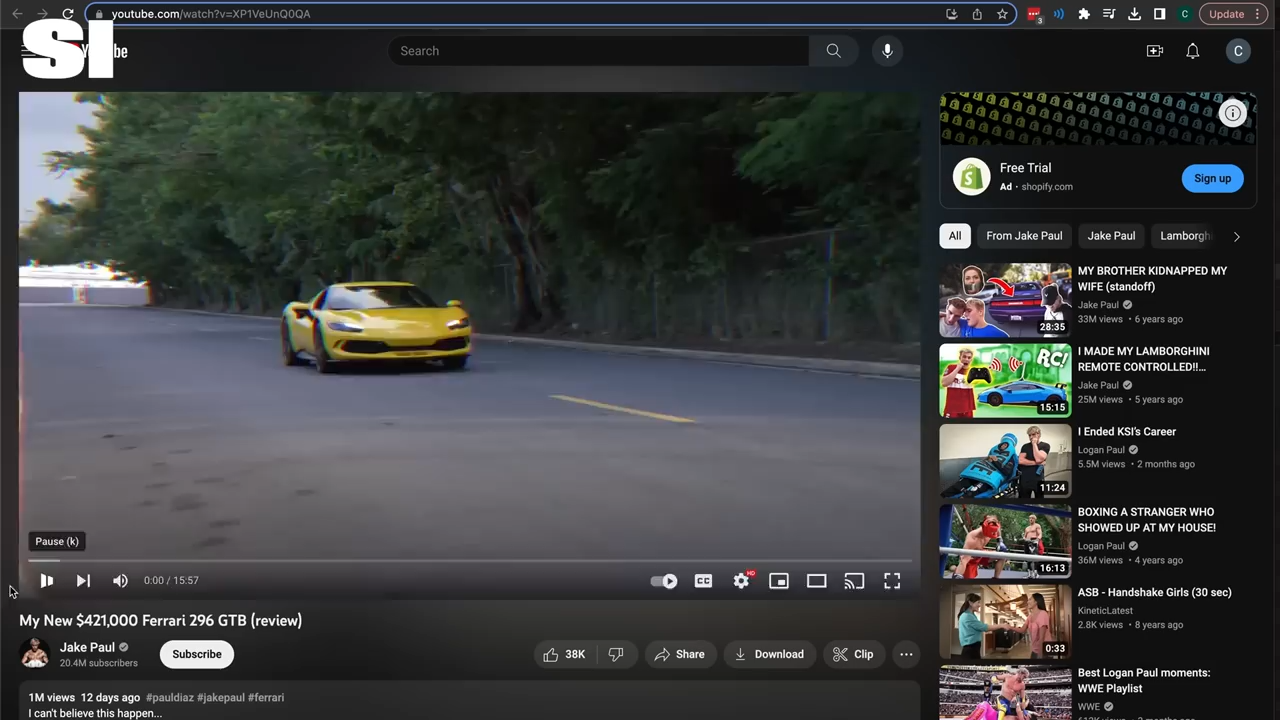 youtube.com/watch?v=XP1VeUnQ0QA
3
C
Update
SI
Search
C
Free Trial
Ad · shopify.com
Sign up
All
From Jake Paul
Jake Paul
MY BROTHER KIDNAPPED MY
WIFE (standoff)
Jake Paul
33M views • 6 years ago
28:35
I MADE MY LAMBORGHINI
REMOTE CONTROLLED!!...
Jake Paul
25M views • 5 years ago
RC!
15:15
I Ended KSI's Career
Logan Paul
5.5M views • 2 months ago
11:24
BOXING A STRANGER WHO
SHOWED UP AT MY HOUSE!
Logan Paul
36M views • 4 years ago
16:13
ASB - Handshake Girls (30 sec)
KineticLatest
2.8K views • 8 years ago
0:33
Best Logan Paul moments:
WWE Playlist
WWE
Pause (k)
0:00 / 15:57
CC
HD
My New $421,000 Ferrari 296 GTB (review)
Jake Paul
20.4M subscribers
Subscribe
38K
Share
Download
Clip
1M views 12 days ago #pauldiaz #jakepaul #ferrari
I can't believe this happen...